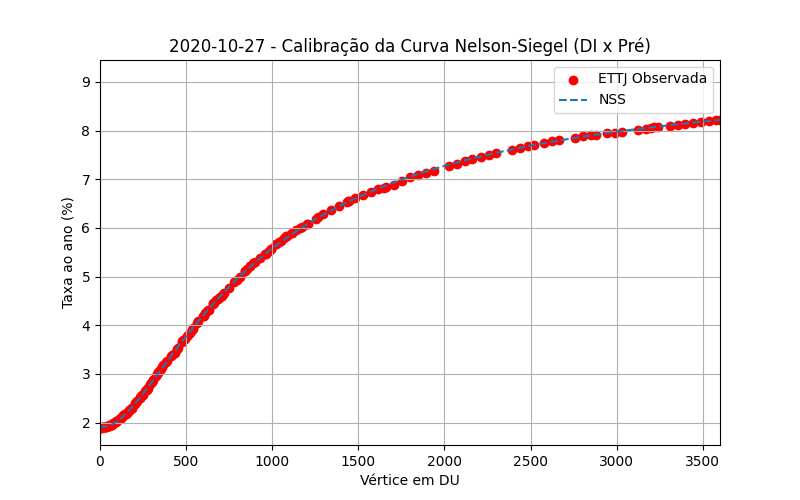 2020-10-27 - Calibração da Curva Nelson-Siegel (DI x Pré)
ETTJ Observada
NSS
Taxa ao ano (%)
9
8
7
6
5
4
3
2
0 500 1000 1500 2000 2500 3000 3500
Vértice em DU